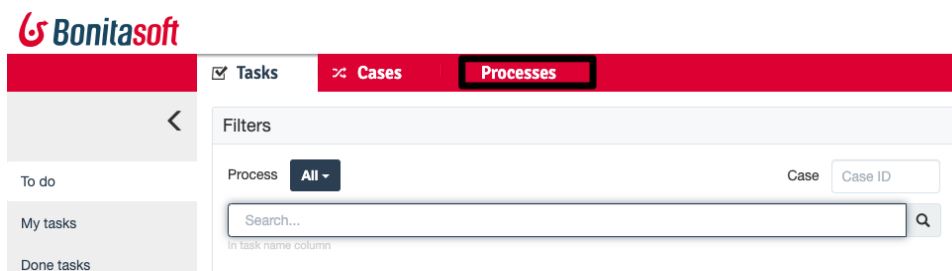 Bonitasoft
Tasks Cases Processes
Filters
Process All Case Case ID
To do
Search...
My tasks
In task name column
Done tasks